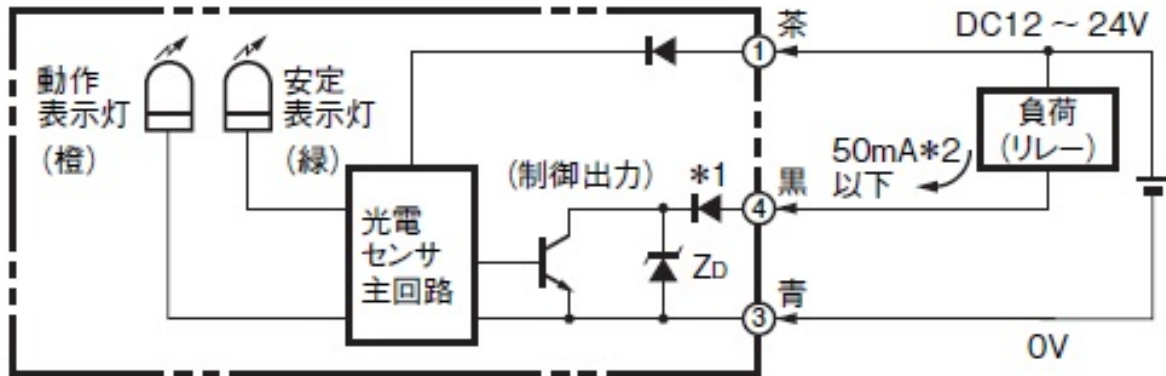 動作
表示灯
(橙)
安定
表示灯
(緑)
光電
センサ
主回路
(制御出力)
*1
ZD
1
茶
4
黒
3
青
DC12 ~ 24V
負荷
(リレー)
50mA*2
以下
0V